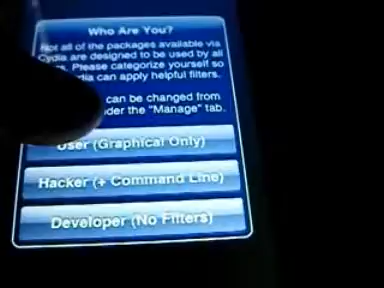 Who Are You?
Not all of the packages available via
Cydia are designed to be used by all
Please categorize yourself so
can apply helpful filters.
can be changed from
the "Manage" tab.
User (Graphical Only)
Hacker (+ Command Line)
Developer (No Filters)